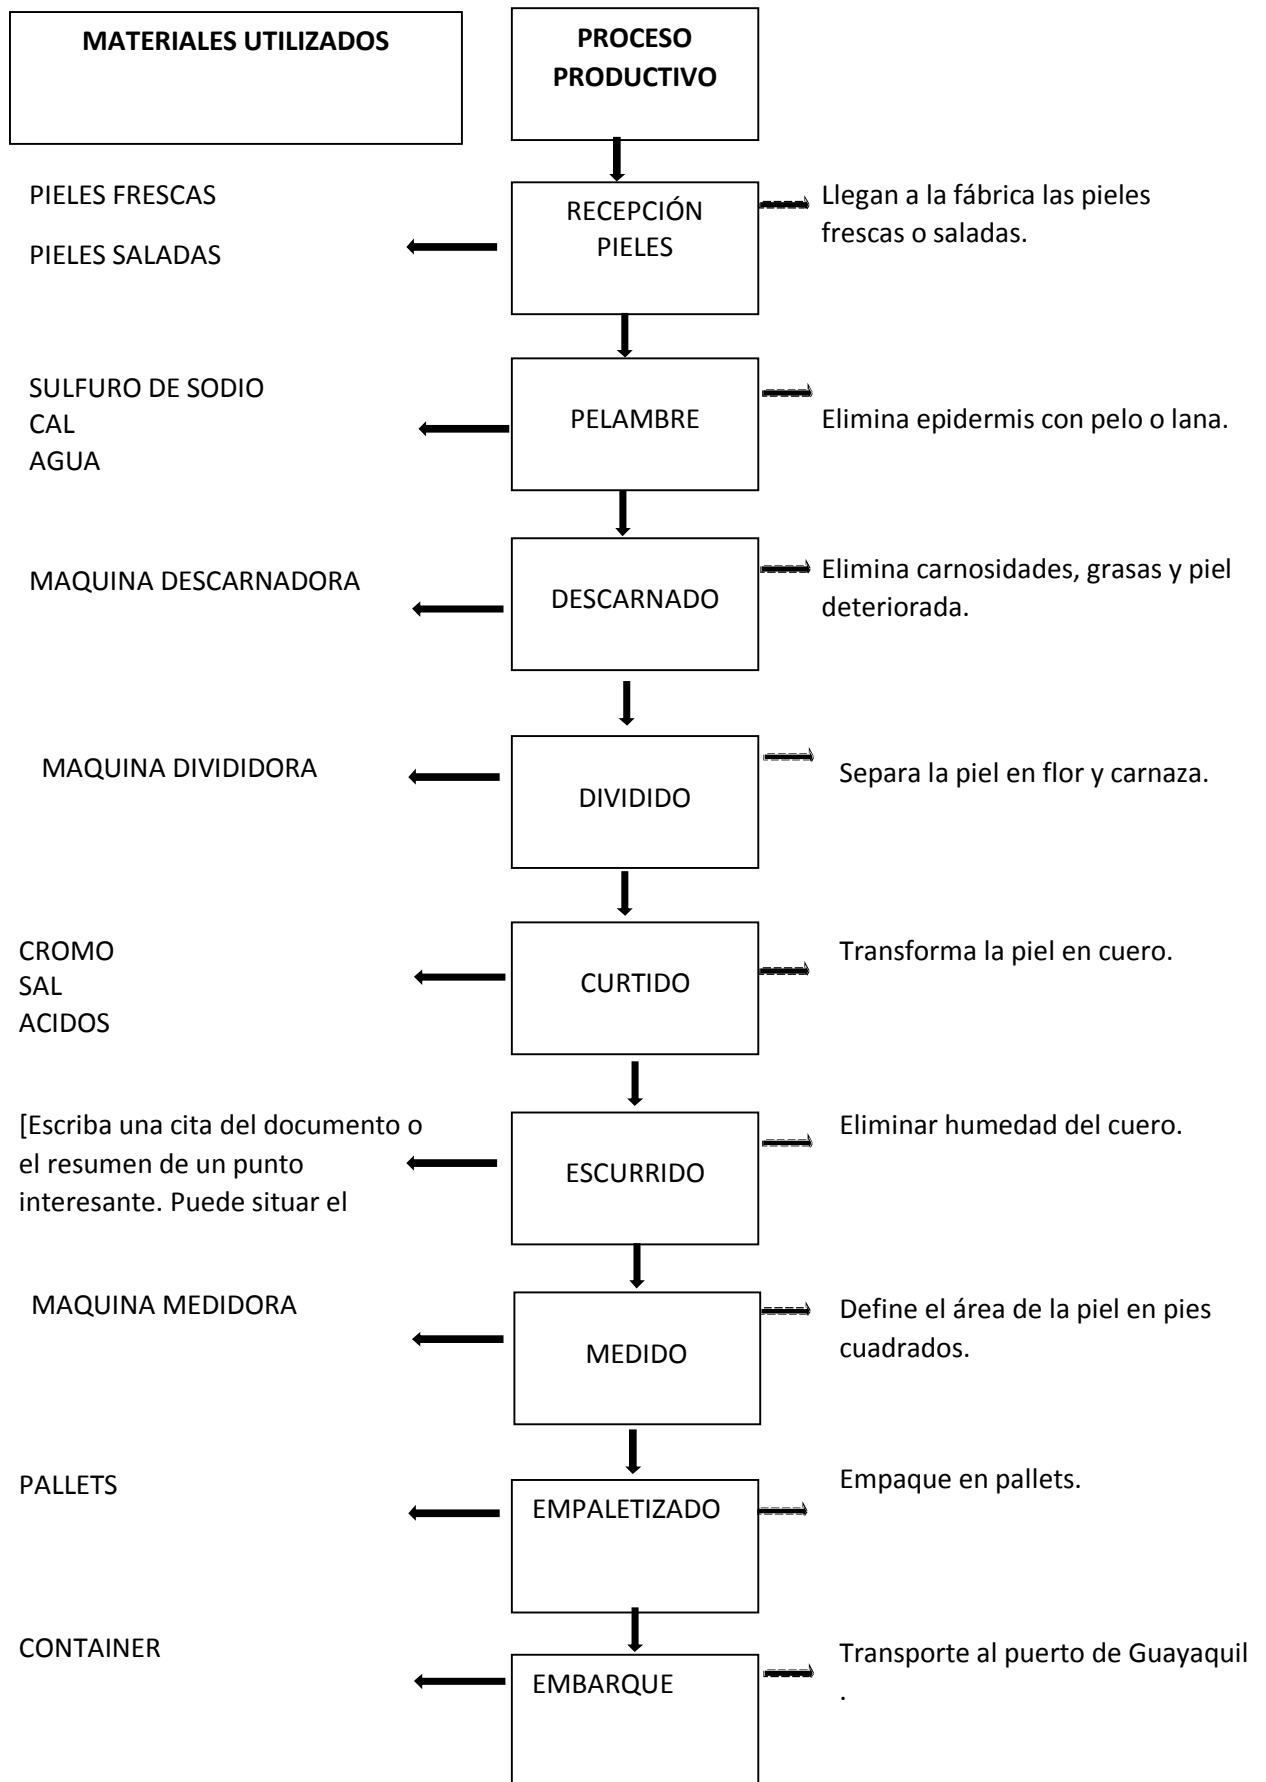 MATERIALES UTILIZADOS
PROCESO
PRODUCTIVO
PIELES FRESCAS
PIELES SALADAS
RECEPCIÓN
PIELES
Llegan a la fábrica las pieles
frescas o saladas.
SULFURO DE SODIO
CAL
AGUA
PELAMBRE
Elimina epidermis con pelo o lana.
MAQUINA DESCARNADORA
DESCARNADO
Elimina carnosidades, grasas y piel
deteriorada.
MAQUINA DIVIDIDORA
DIVIDIDO
Separa la piel en flor y carnaza.
CROMO
SAL
ACIDOS
CURTIDO
Transforma la piel en cuero.
[Escriba una cita del documento o
el resumen de un punto
interesante. Puede situar el
ESCURRIDO
Eliminar humedad del cuero.
MAQUINA MEDIDORA
MEDIDO
Define el área de la piel en pies
cuadrados.
PALLETS
EMPALETIZADO
Empaque en pallets.
CONTAINER
EMBARQUE
Transporte al puerto de Guayaquil
.